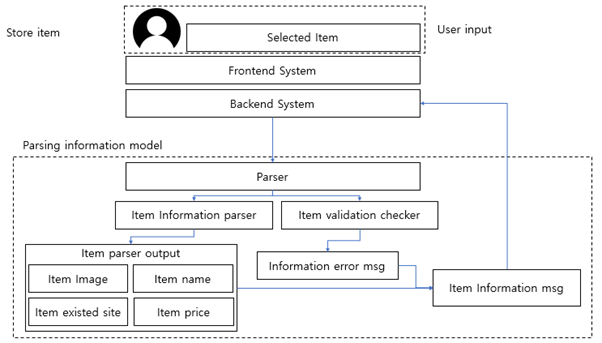 Store item
User input
Selected Item
Frontend System
Backend System
Parsing information model
Parser
Item Information parser
Item validation checker
Item parser output
Information error msg
Item Image
Item name
Item Information msg
Item existed site
Item price